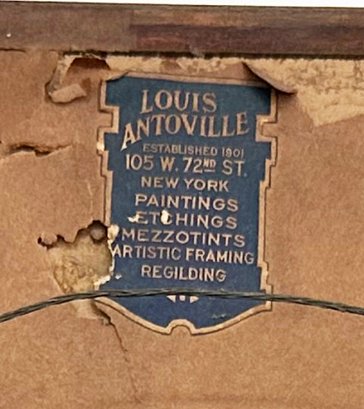 LOUIS
ANTOVILLE
ESTABLISHED 1901
105 W. 72ND ST.
NEW YORK
PAINTINGS
ETCHINGS
MEZZOTINTS
ARTISTIC FRAMING
REGILDING